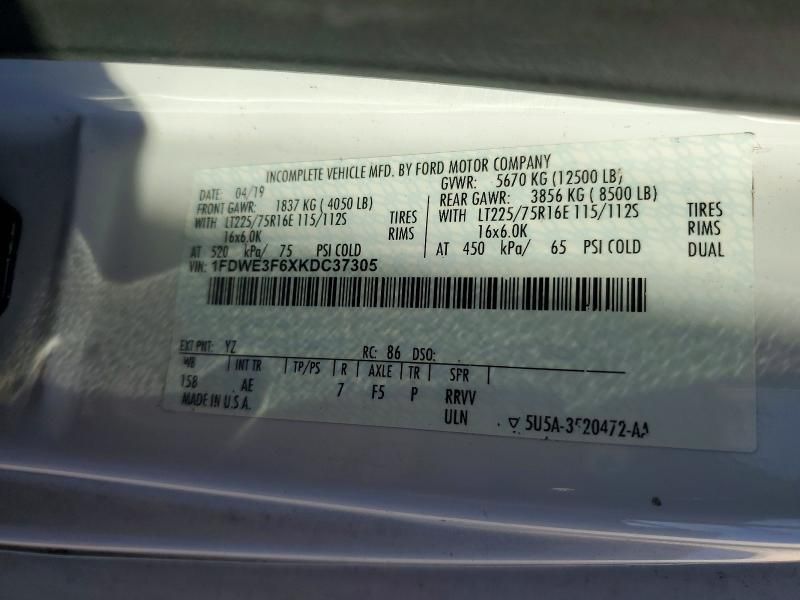 INCOMPLETE VEHICLE MFD. BY FORD MOTOR COMPANY
DATE: 04/19 GVWR: 5670 KG (12500 LB)
FRONT GAWR: 1837 KG ( 4050 LB) REAR GAWR: 3856 KG ( 8500 LB)
WITH LT225/75R16E 115/112S TIRES WITH LT225/75R16E 115/112S TIRES
16x6.0K RIMS 16x6.0K RIMS
AT 520 kPa/ 75 PSI COLD AT 450 kPa/ 65 PSI COLD DUAL
VIN: 1FDWE3F6XKDC37305
EXT PNT: YZ RC: 86 DSO:
WB INT TR TP/PS R AXLE TR SPR
158 AE 7 F5 P RRVV
MADE IN U.S.A. ULN
5U5A-3520472-AA